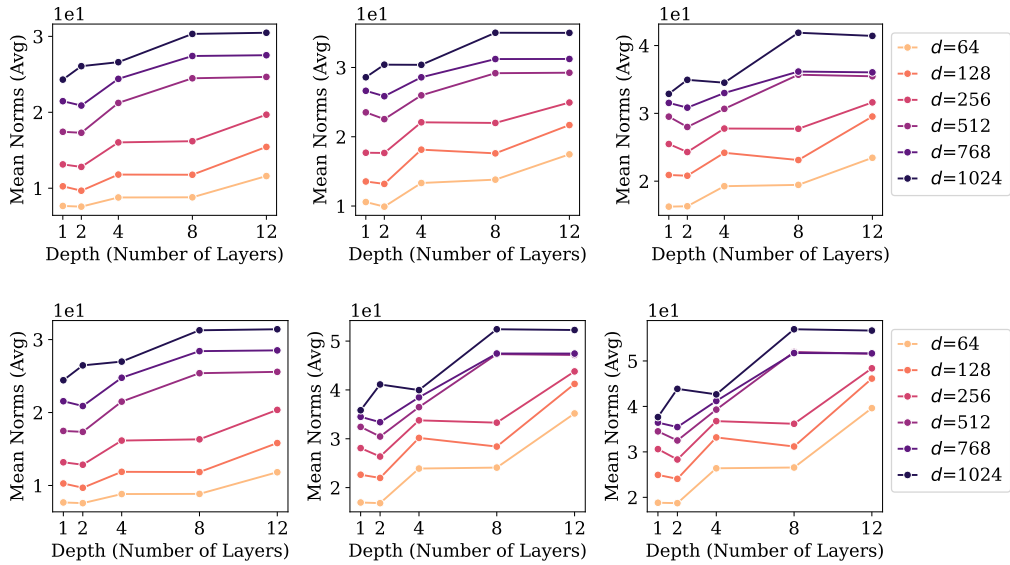 1e1
Mean Norms (Avg)
3
2
1
1 2 4 8 12
Depth (Number of Layers)
1e1
Mean Norms (Avg)
3
2
1
1 2 4 8 12
Depth (Number of Layers)
1e1
Mean Norms (Avg)
4
3
2
1 2 4 8 12
Depth (Number of Layers)
d=64
d=128
d=256
d=512
d=768
d=1024
1e1
Mean Norms (Avg)
3
2
1
1 2 4 8 12
Depth (Number of Layers)
1e1
Mean Norms (Avg)
5
4
3
2
1 2 4 8 12
Depth (Number of Layers)
1e1
Mean Norms (Avg)
5
4
3
2
1 2 4 8 12
Depth (Number of Layers)
d=64
d=128
d=256
d=512
d=768
d=1024